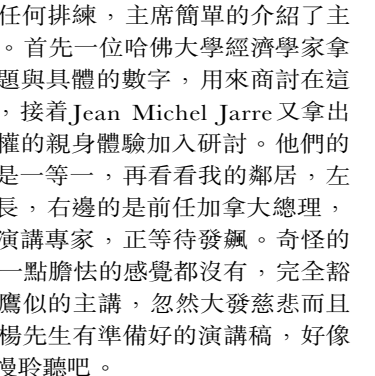 任何排練，主席簡單的介紹了主
。首先一位哈佛大學經濟學家拿
題與具體的數字，用來商討在這
，接着Jean Michel Jarre又拿出
權的親身體驗加入研討。他們的
是一等一，再看看我的鄰居，左
長，右邊的是前任加拿大總理，
演講專家，正等待發飆。奇怪的
一點膽怯的感覺都沒有，完全豁
鷹似的主講，忽然大發慈悲而且
楊先生有準備好的演講稿，好像
慢聆聽吧。